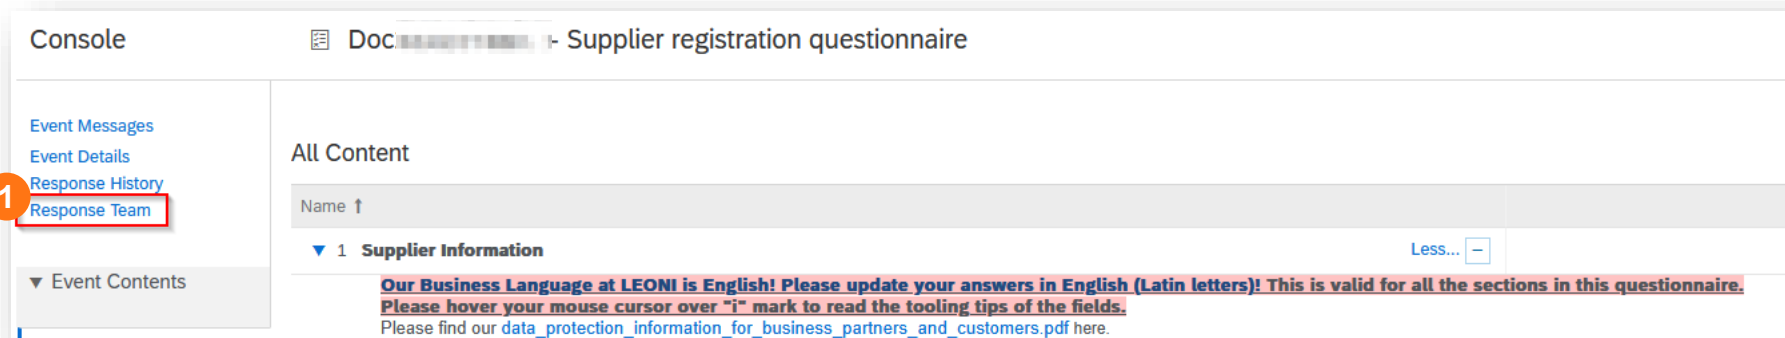 Console
Doc - Supplier registration questionnaire
Event Messages
Event Details
Response History
1
Response Team
Event Contents
All Content
Name ↑
▼ 1 Supplier Information
Less... −
Our Business Language at LEONI is English! Please update your answers in English (Latin letters)! This is valid for all the sections in this questionnaire.
Please hover your mouse cursor over "i" mark to read the tooling tips of the fields.
Please find our data_protection_information_for_business_partners_and_customers.pdf here.